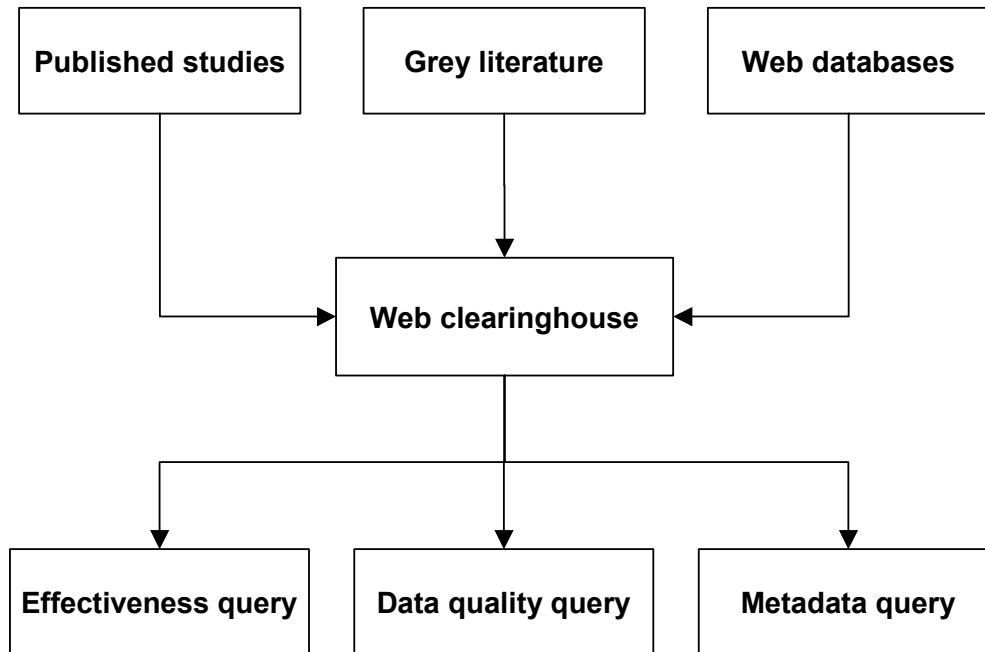 Published studies
Grey literature
Web databases
Web clearinghouse
Effectiveness query
Data quality query
Metadata query